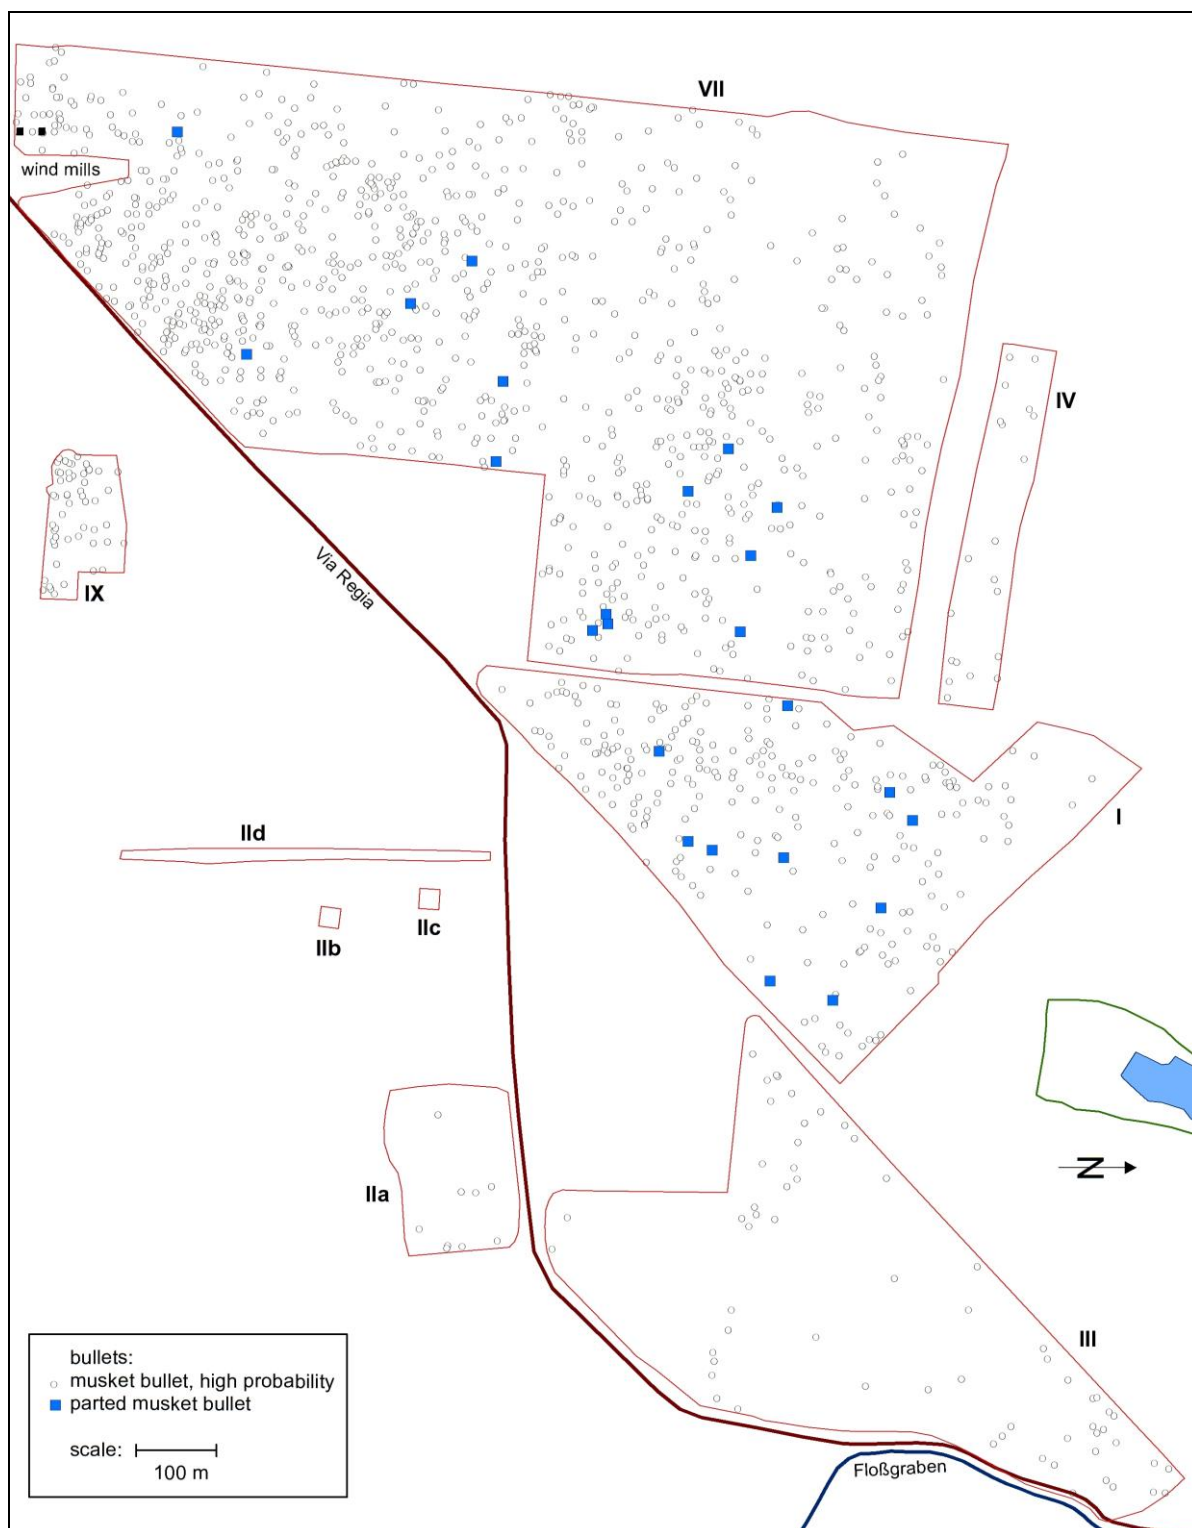 VII
wind mills
IV
IX
Via Regia
I
IId
IIb
IIc
N
IIa
III
bullets:
musket bullet, high probability
parted musket bullet
scale:
100 m
Floßgraben